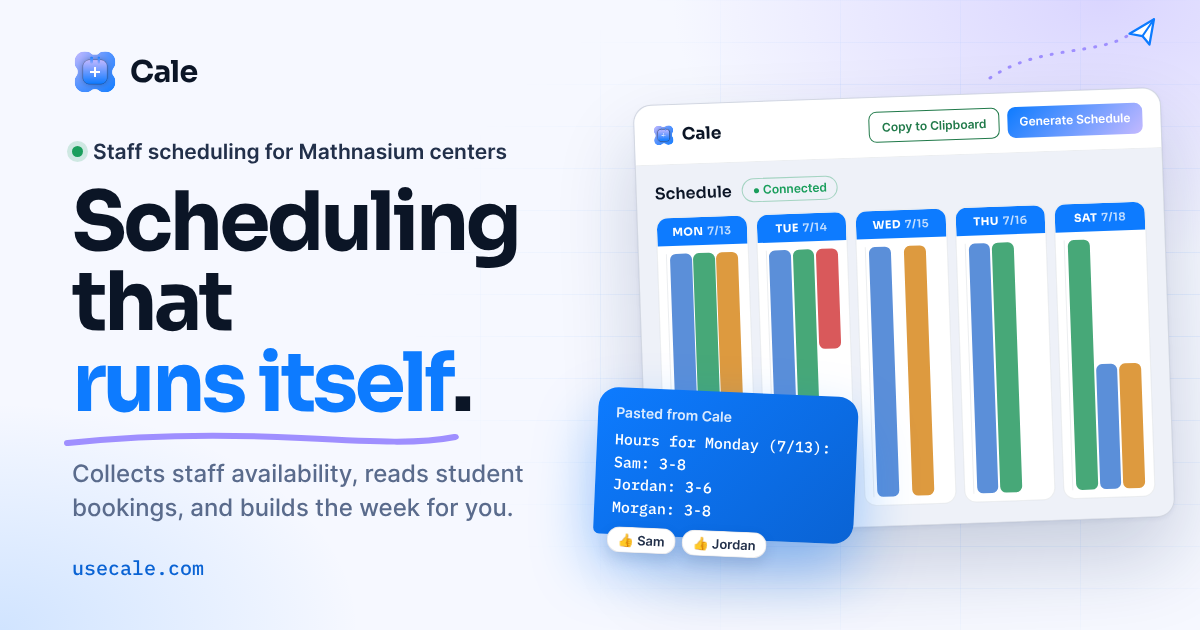 Cale
Staff scheduling for Mathnasium centers
Scheduling
that
runs itself.
Collects staff availability, reads student
bookings, and builds the week for you.
usecale.com
Cale
Copy to Clipboard
Generate Schedule
Schedule
Connected
MON 7/13
TUE 7/14
WED 7/15
THU 7/16
SAT 7/18
Pasted from Cale
Hours for Monday (7/13):
Sam: 3-8
Jordan: 3-6
Morgan: 3-8
👍 Sam
👍 Jordan